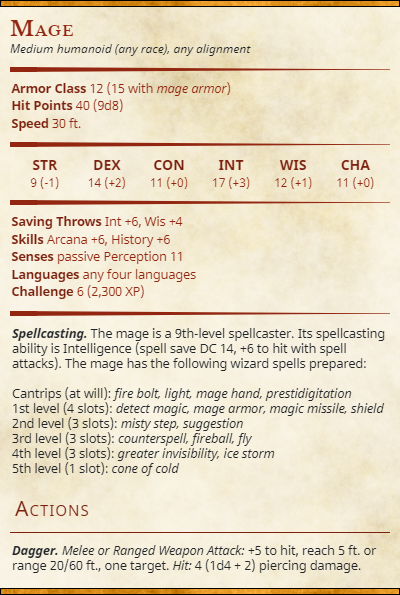 Mage
Medium humanoid (any race), any alignment
Armor Class 12 (15 with mage armor)
Hit Points 40 (9d8)
Speed 30 ft.
STR DEX CON INT WIS CHA
9 (-1) 14 (+2) 11 (+0) 17 (+3) 12 (+1) 11 (+0)
Saving Throws Int +6, Wis +4
Skills Arcana +6, History +6
Senses passive Perception 11
Languages any four languages
Challenge 6 (2,300 XP)
Spellcasting. The mage is a 9th-level spellcaster. Its spellcasting
ability is Intelligence (spell save DC 14, +6 to hit with spell
attacks). The mage has the following wizard spells prepared:
Cantrips (at will): fire bolt, light, mage hand, prestidigitation
1st level (4 slots): detect magic, mage armor, magic missile, shield
2nd level (3 slots): misty step, suggestion
3rd level (3 slots): counterspell, fireball, fly
4th level (3 slots): greater invisibility, ice storm
5th level (1 slot): cone of cold
Actions
Dagger. Melee or Ranged Weapon Attack: +5 to hit, reach 5 ft. or
range 20/60 ft., one target. Hit: 4 (1d4 + 2) piercing damage.